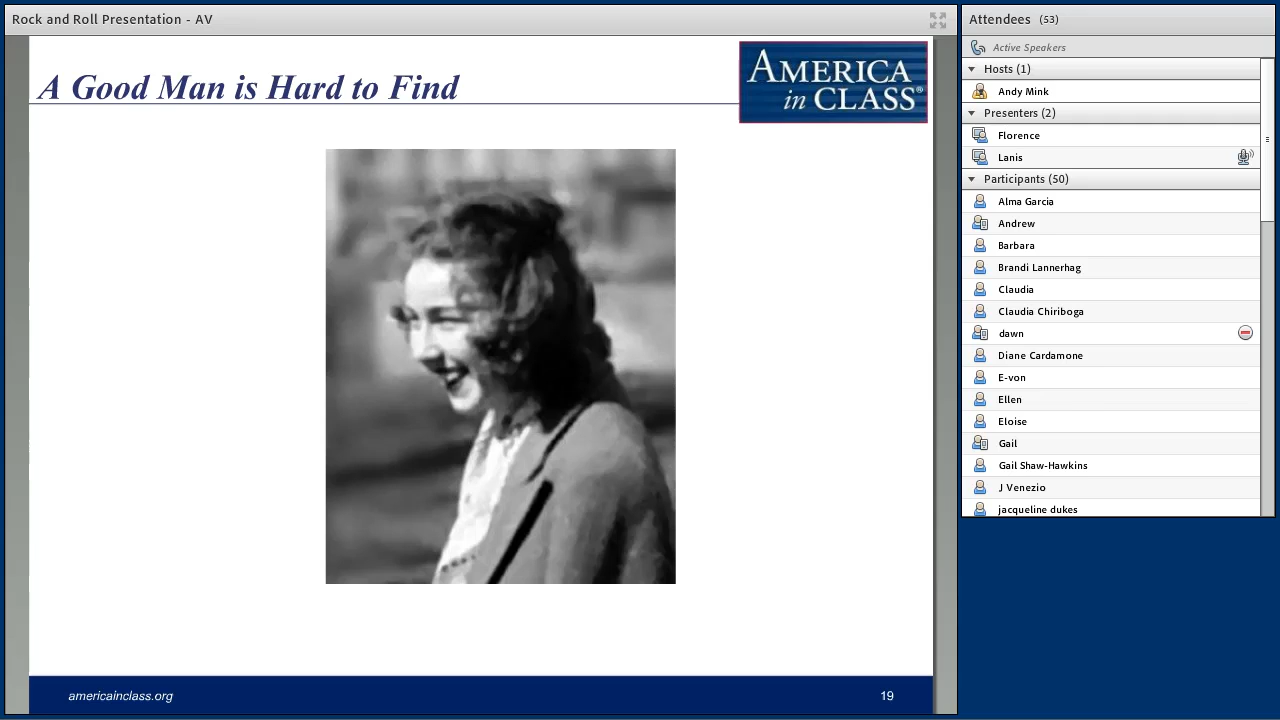 Rock and Roll Presentation - AV
A Good Man is Hard to Find
AMERICA
in CLASS®
americainclass.org
19
Attendees (53)
Active Speakers
Hosts (1)
Andy Mink
Presenters (2)
Florence
Lanis
Participants (50)
Alma Garcia
Andrew
Barbara
Brandi Lannerhag
Claudia
Claudia Chiriboga
dawn
Diane Cardamone
E-von
Ellen
Eloise
Gail
Gail Shaw-Hawkins
J Venezio
jacqueline dukes